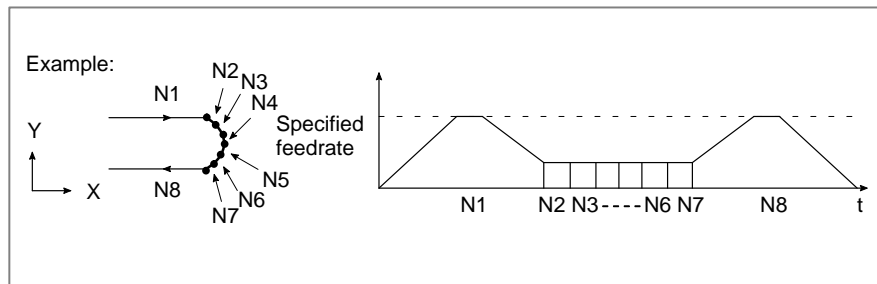 Example:
N1
N2
N3
N4
Y
X
N8
N7
N6
N5
Specified
feedrate
N1
N2 N3 ---- N6 N7
N8
t